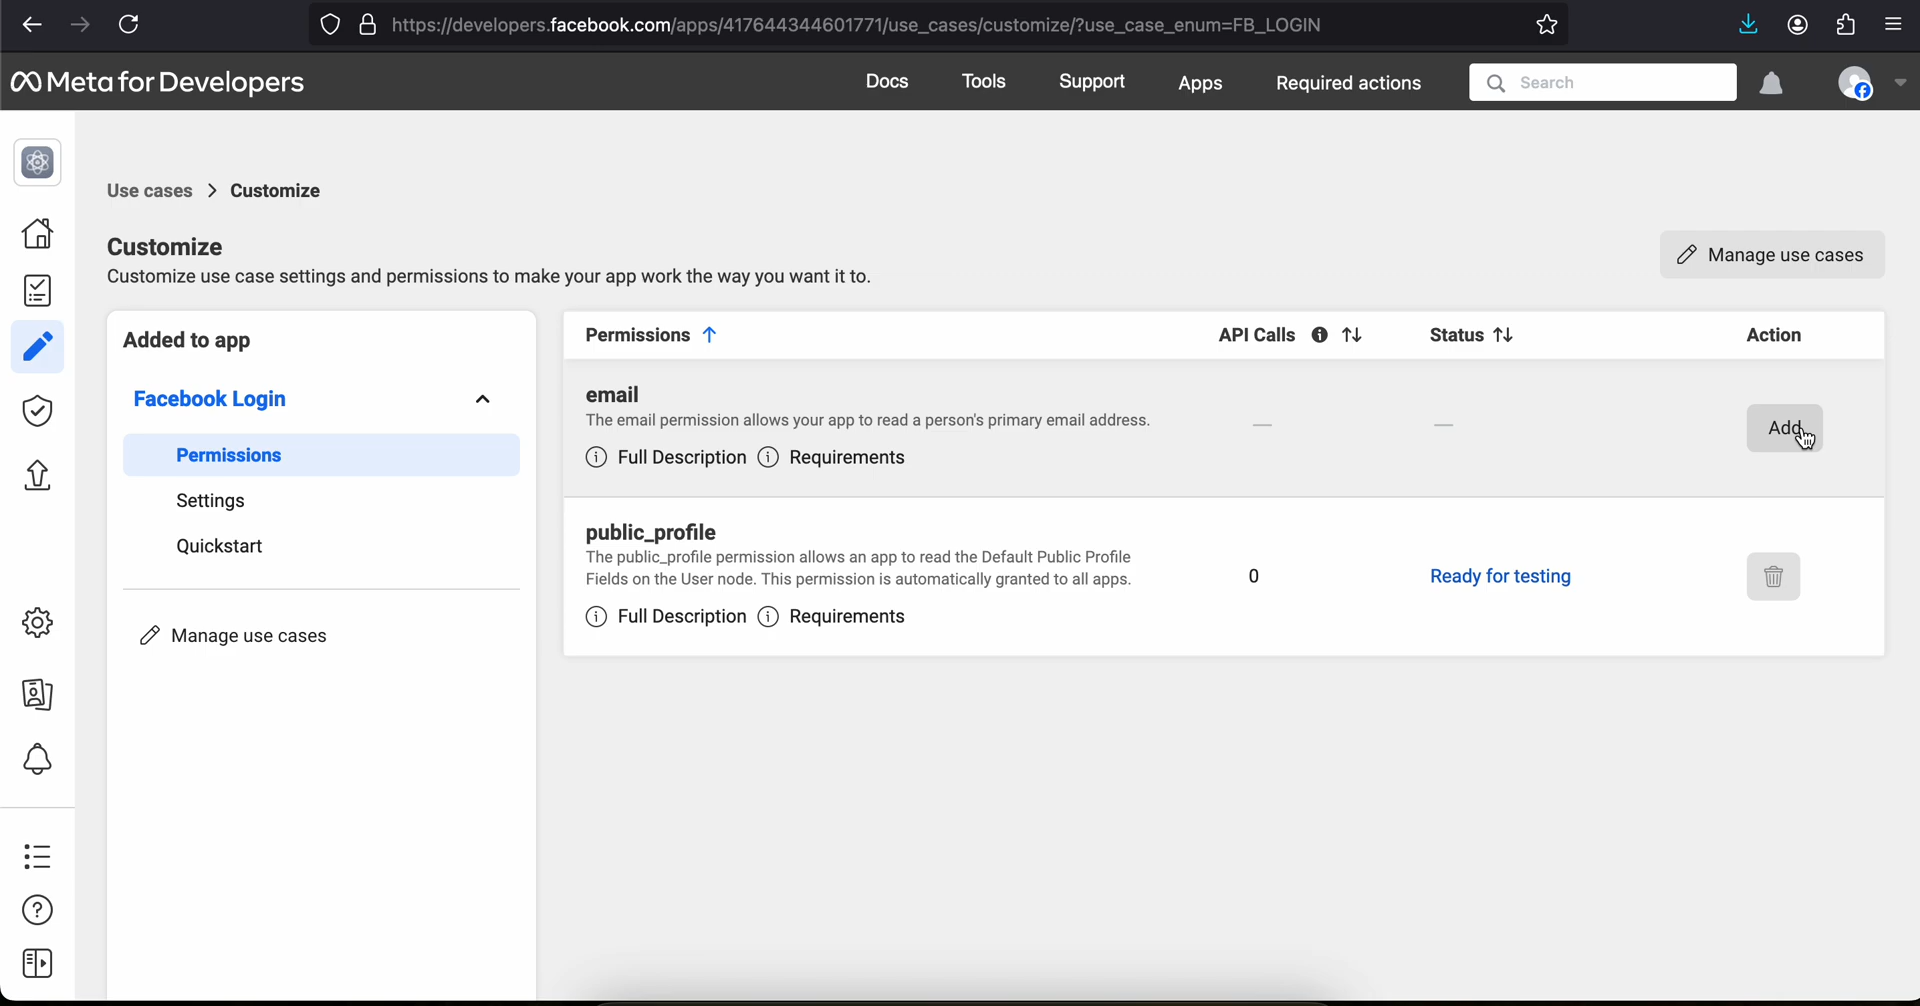 https://developers.facebook.com/apps/417644344601771/use_cases/customize/?use_case_enum=FB_LOGIN
Meta for Developers
Docs
Tools
Support
Apps
Required actions
Search
Use cases > Customize
Customize
Customize use case settings and permissions to make your app work the way you want it to.
Manage use cases
Added to app
Facebook Login
Permissions
Settings
Quickstart
Manage use cases
Permissions
API Calls
Status
Action
email
The email permission allows your app to read a person's primary email address.
Full Description
Requirements
—
—
Add
public_profile
The public_profile permission allows an app to read the Default Public Profile
Fields on the User node. This permission is automatically granted to all apps.
Full Description
Requirements
0
Ready for testing